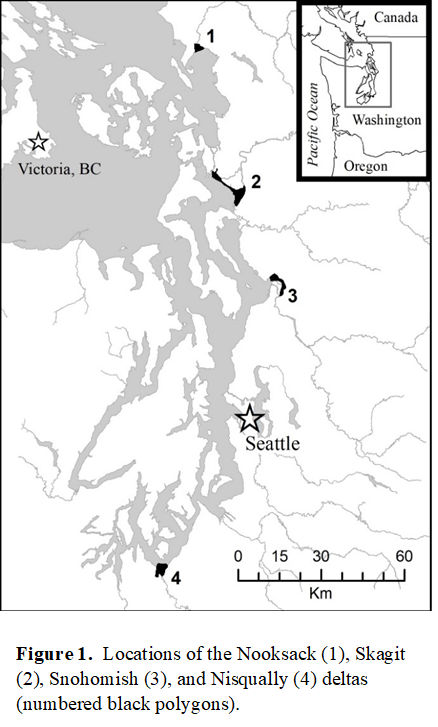 1
Canada
Pacific Ocean
Washington
Oregon
Victoria, BC
2
3
Seattle
0 15 30 60
Km
4
Figure 1. Locations of the Nooksack (1), Skagit
(2), Snohomish (3), and Nisqually (4) deltas
(numbered black polygons).